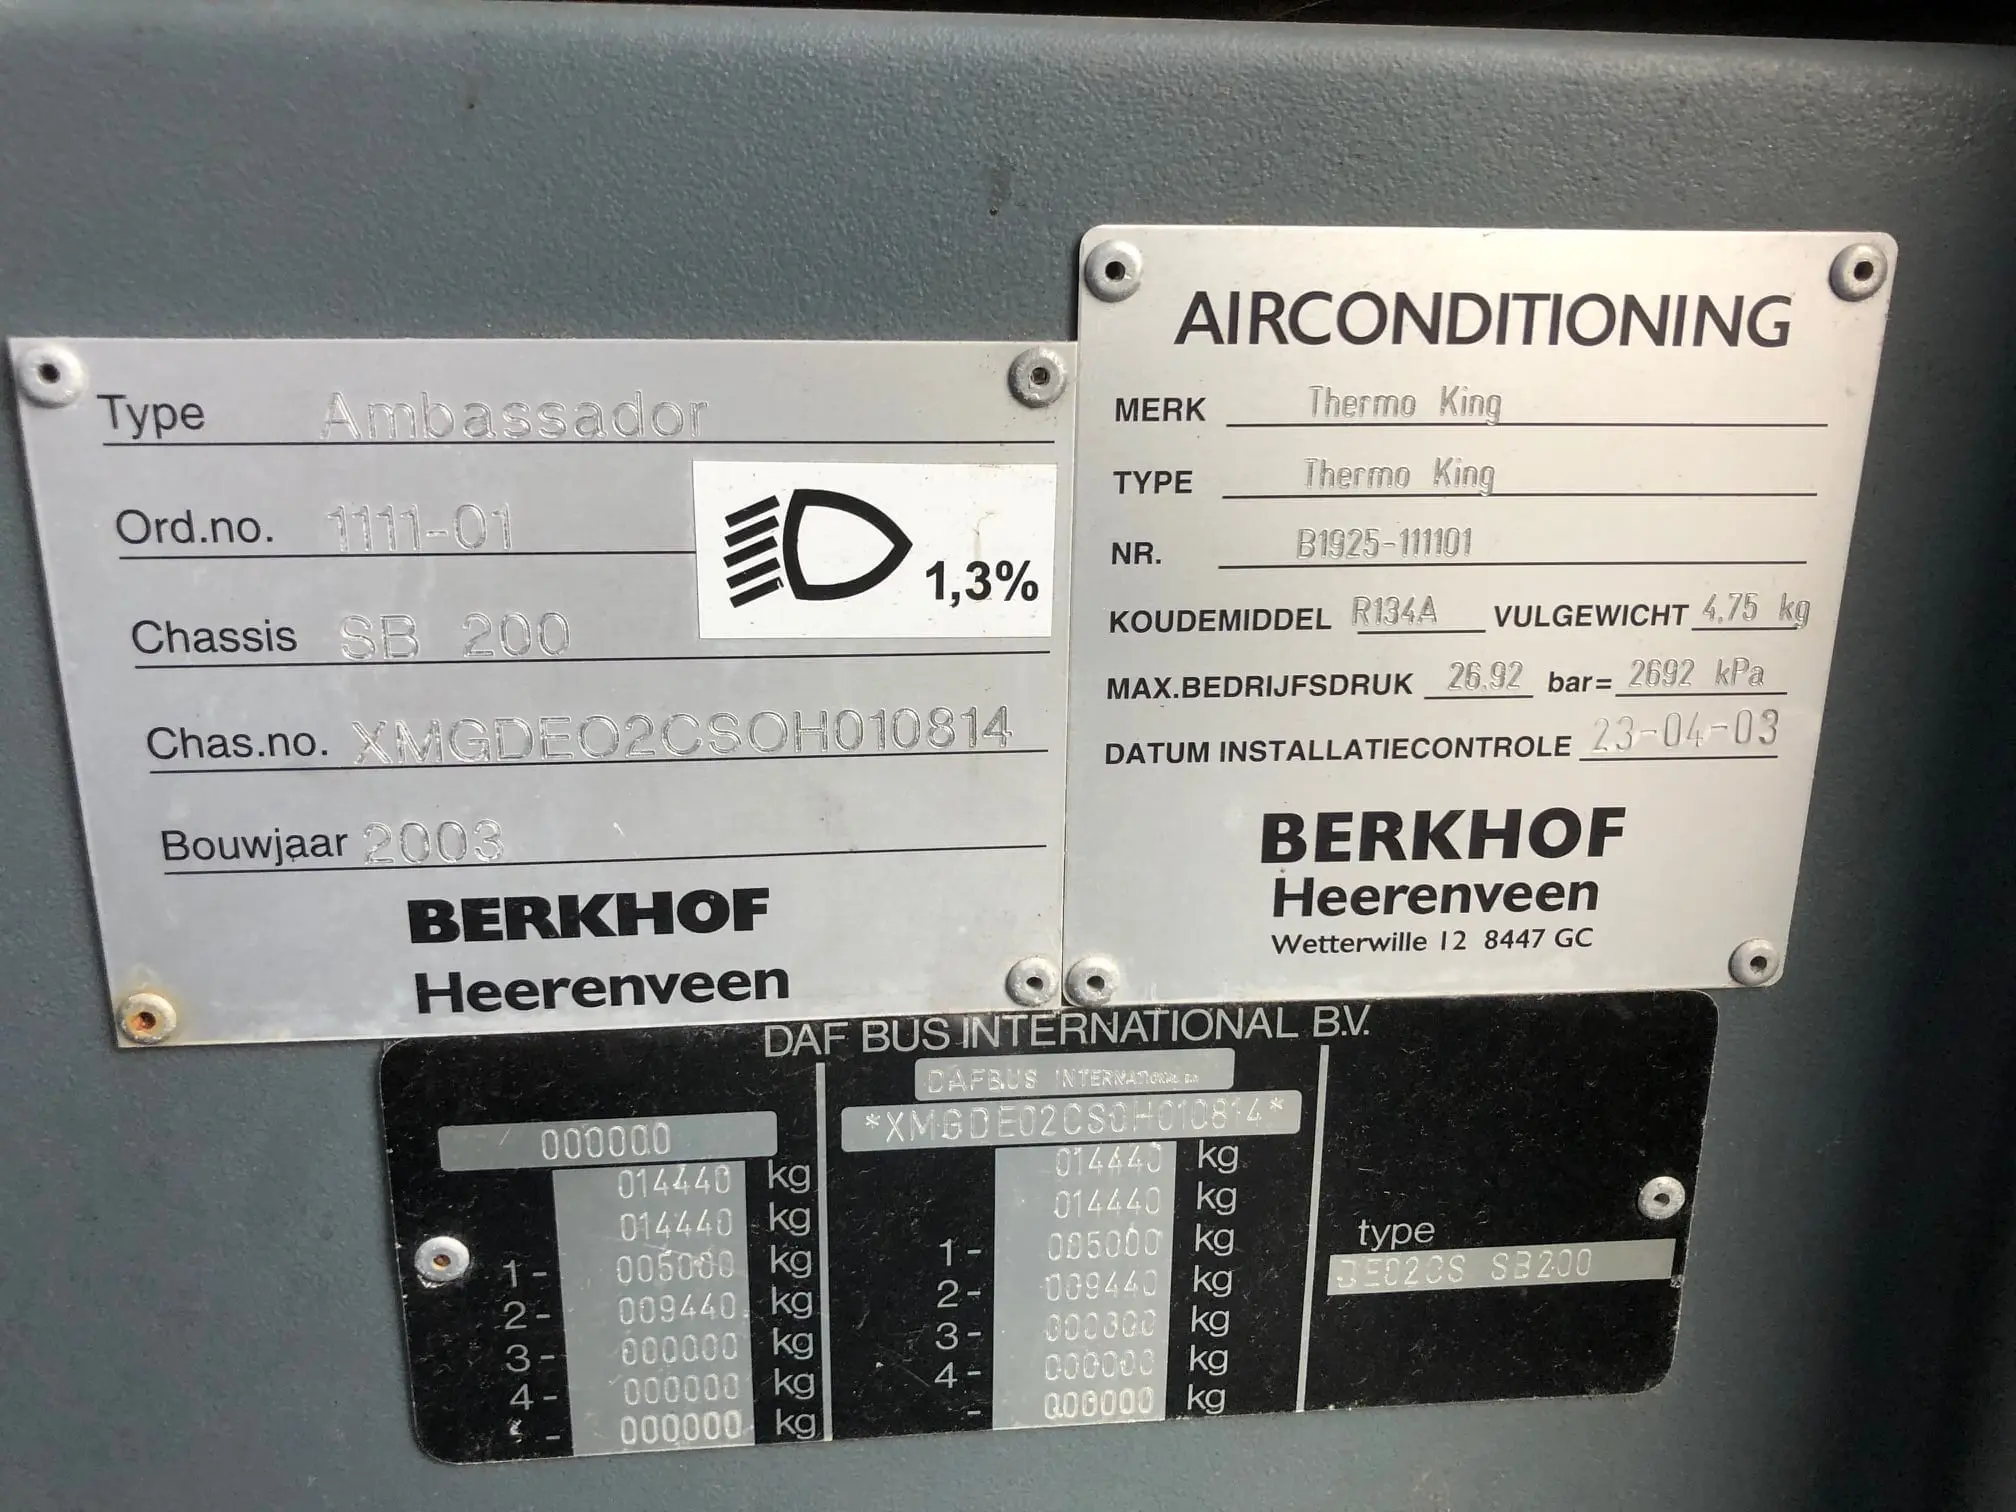 Type Ambassador
Ord.no. 1111-01
1,3%
Chassis SB 200
Chas.no. XMGDE02CS0H010814
Bouwjaar 2003
BERKHOF
Heerenveen
AIRCONDITIONING
MERK Thermo King
TYPE Thermo King
NR. B1925-111101
KOUDEMIDDEL R134A VULGEWICHT 4.75 kg
MAX.BEDRIJFSDRUK 26.92 bar= 2692 kPa
DATUM INSTALLATIECONTROLE 23-04-03
BERKHOF
Heerenveen
Wetterwille 12 8447 GC
DAF BUS INTERNATIONAL B.V.
000000
014440 kg
014440 kg
1- 005000 kg
2- 009440 kg
3- 000000 kg
4- 000000 kg
- 000000 kg
DAFBUS INTERNATIONAL
*XMGDE02CS0H010814*
014440 kg
014440 kg
1- 005000 kg
2- 009440 kg
3- 000000 kg
4- 000000 kg
- 000000 kg
type
DE02CS SB200